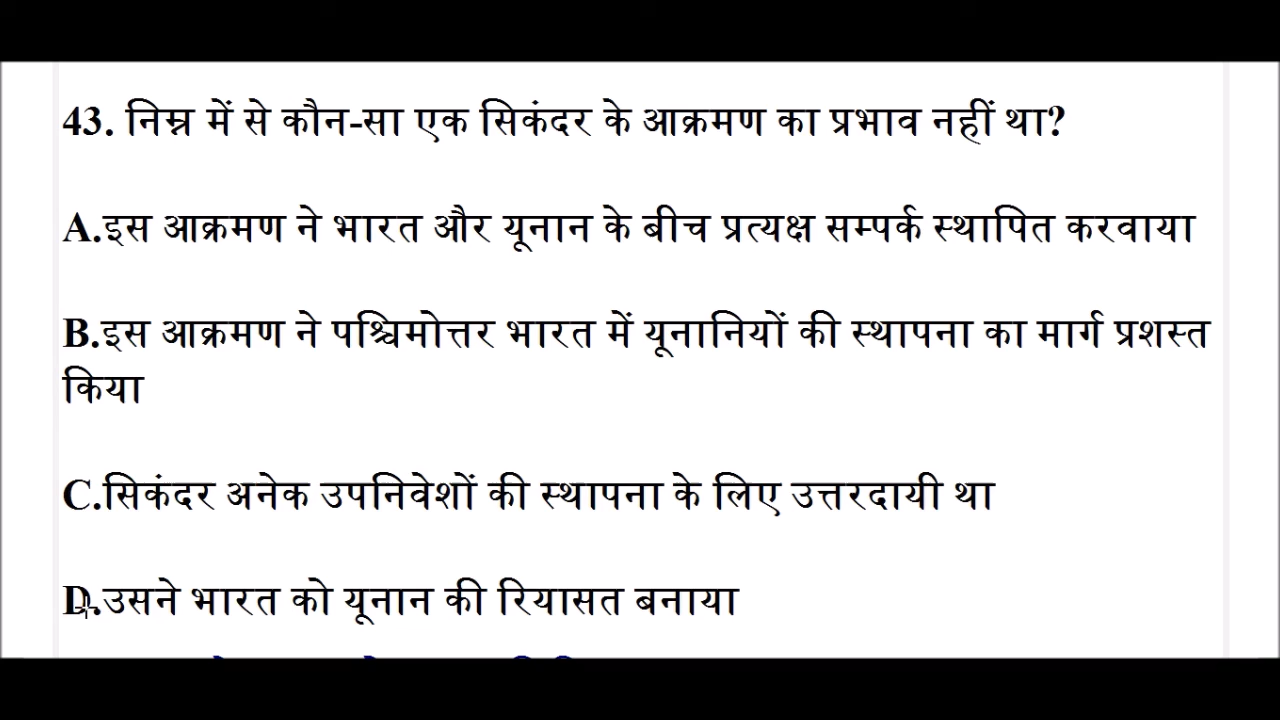 43. निम्न में से कौन-सा एक सिकंदर के आक्रमण का प्रभाव नहीं था?
A.इस आक्रमण ने भारत और यूनान के बीच प्रत्यक्ष सम्पर्क स्थापित करवाया
B.इस आक्रमण ने पश्चिमोत्तर भारत में यूनानियों की स्थापना का मार्ग प्रशस्त
किया
C.सिकंदर अनेक उपनिवेशों की स्थापना के लिए उत्तरदायी था
D.उसने भारत को यूनान की रियासत बनाया